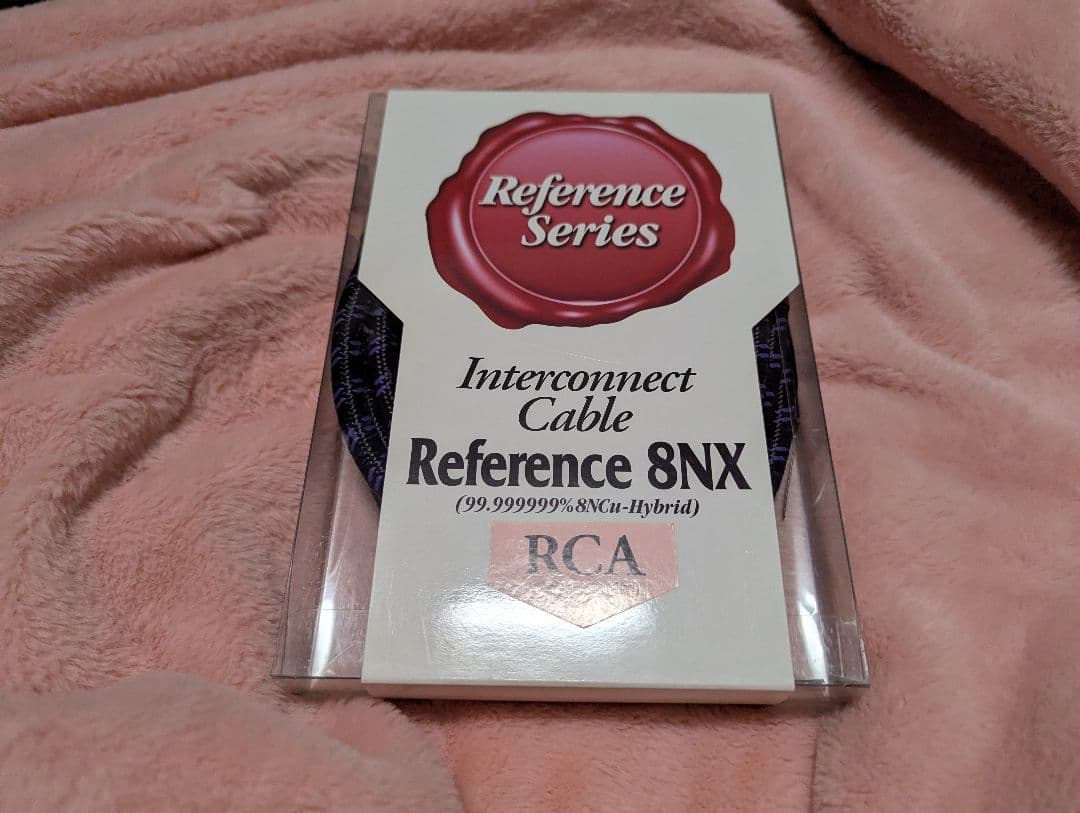 Reference
Series
Interconnect
Cable
Reference 8NX
(99.999999%8NCu-Hybrid)
RCA